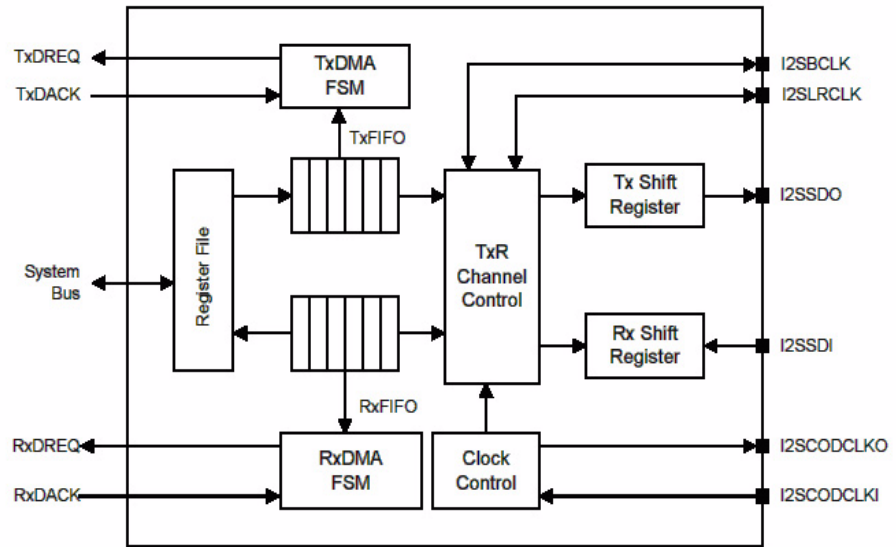 TxDREQ
TxDACK
TxDMA
FSM
I2SBCLK
I2SLRCLK
TxFIFO
Register File
TxR
Channel
Control
Tx Shift
Register
I2SSDO
System
Bus
Rx Shift
Register
I2SSDI
RxFIFO
RxDREQ
RxDACK
RxDMA
FSM
Clock
Control
I2SCODCLKO
I2SCODCLKI